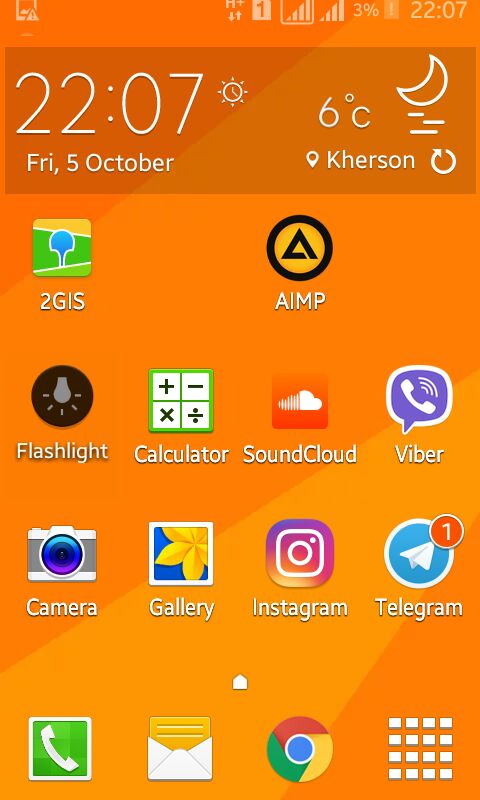 H+ 1 3% 22:07
22:07
6°c
Fri, 5 October
Kherson
2GIS AIMP
Flashlight Calculator SoundCloud Viber
1
Camera Gallery Instagram Telegram